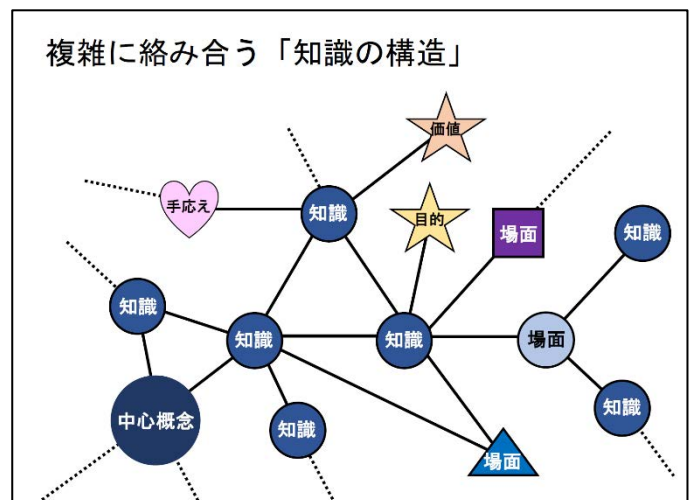 複雑に絡み合う「知識の構造」
価値
手応え
知識
目的
場面
知識
知識
知識
知識
場面
中心概念
知識
知識
場面